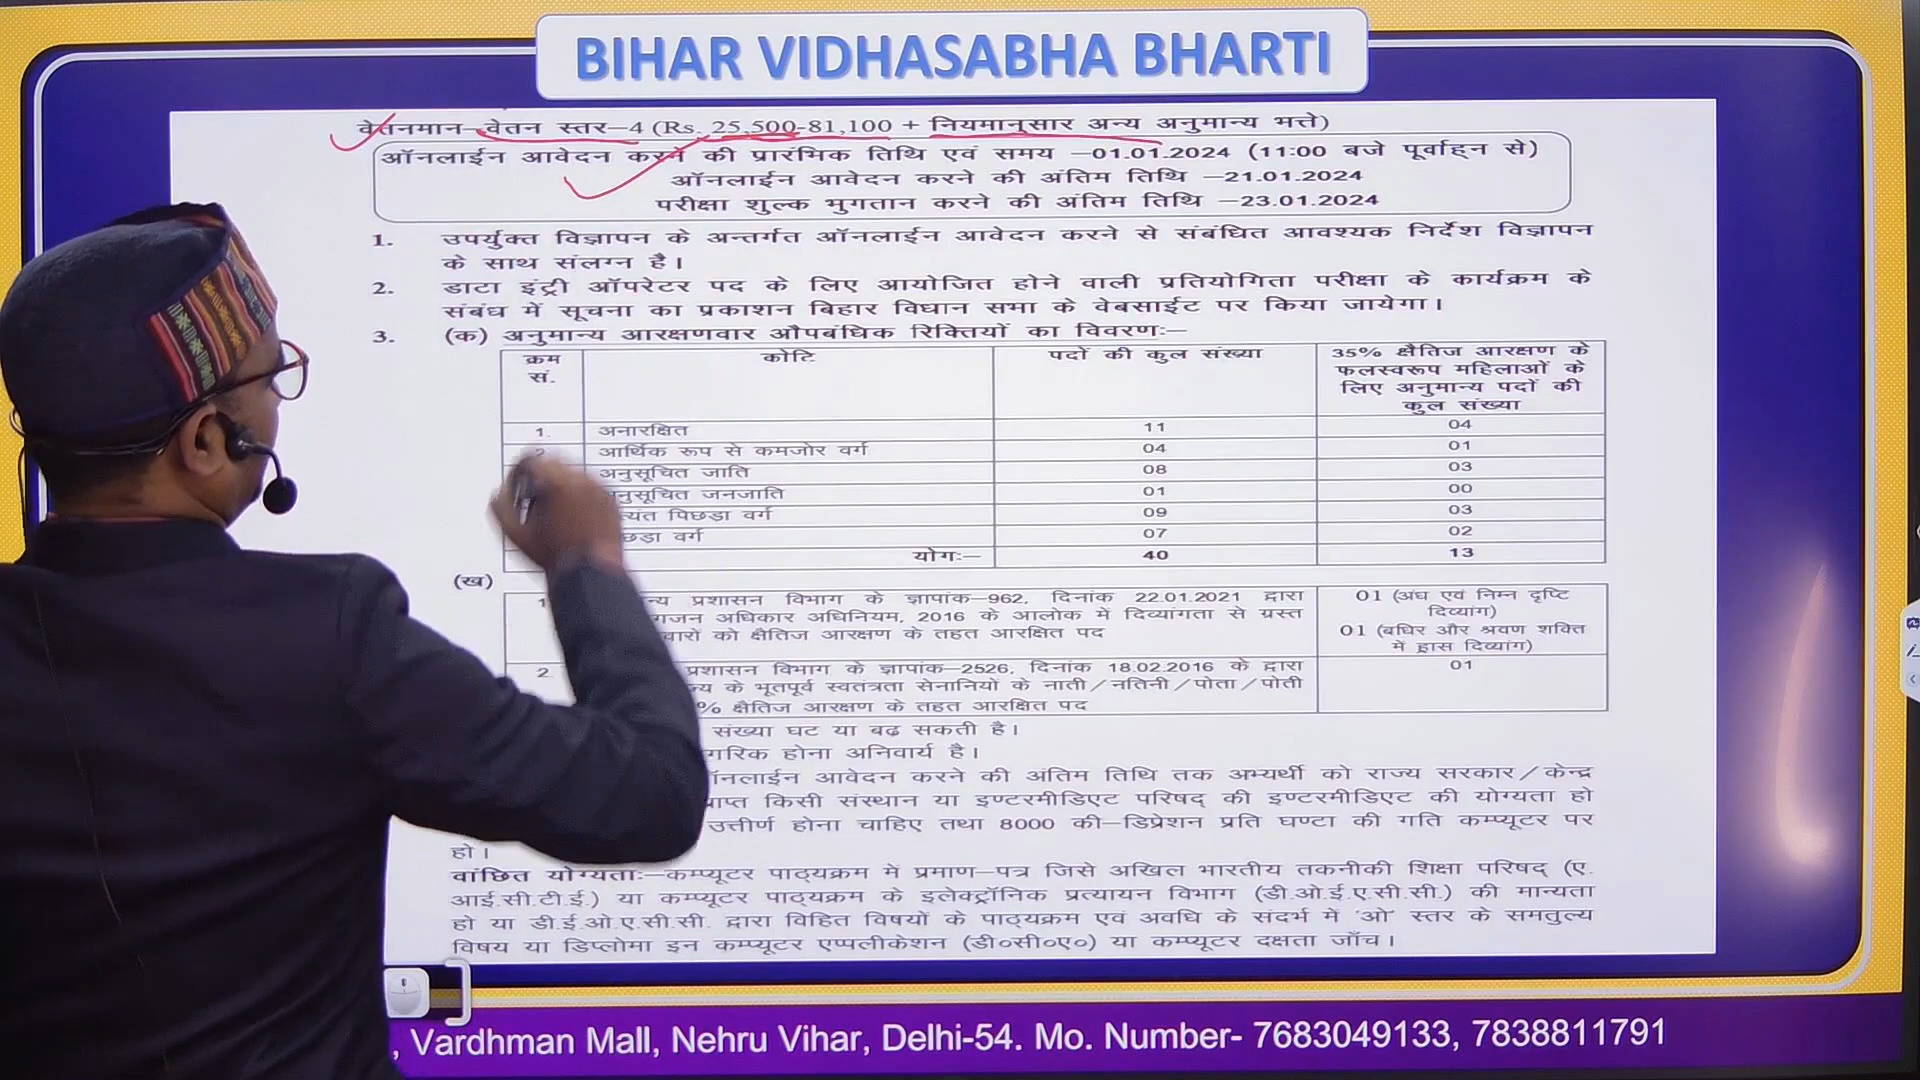 BIHAR VIDHASABHA BHARTI
वेतनमान–वेतन स्तर–4 (Rs. 25,500-81,100 + नियमानुसार अन्य अनुमान्य भत्ते)
ऑनलाईन आवेदन करने की प्रारंभिक तिथि एवं समय –01.01.2024 (11:00 बजे पूर्वाह्न से)
ऑनलाईन आवेदन करने की अंतिम तिथि –21.01.2024
परीक्षा शुल्क भुगतान करने की अंतिम तिथि –23.01.2024
1. उपर्युक्त विज्ञापन के अन्तर्गत ऑनलाईन आवेदन करने से संबंधित आवश्यक निर्देश विज्ञापन
के साथ संलग्न है।
2. डाटा इंट्री ऑपरेटर पद के लिए आयोजित होने वाली प्रतियोगिता परीक्षा के कार्यक्रम के
संबंध में सूचना का प्रकाशन बिहार विधान सभा के वेबसाईट पर किया जायेगा।
3. (क) अनुमान्य आरक्षणवार औपबंधिक रिक्तियों का विवरणः–
क्रम सं. कोटि पदों की कुल संख्या 35% क्षैतिज आरक्षण के फलस्वरूप महिलाओं के लिए अनुमान्य पदों की कुल संख्या
1. अनारक्षित 11 04
2. आर्थिक रूप से कमजोर वर्ग 04 01
अनुसूचित जाति 08 03
जनजाति 01 00
पिछड़ा वर्ग 09 03
वर्ग 07 02
योगः– 40 13
(ख)
1 प्रशासन विभाग के ज्ञापांक–962, दिनांक 22.01.2021 द्वारा 01 (अंध एवं निम्न दृष्टि
अधिकार अधिनियम, 2016 के आलोक में दिव्यांगता से ग्रस्त दिव्यांग)
को क्षैतिज आरक्षण के तहत आरक्षित पद 01 (बधिर और श्रवण शक्ति
में ह्रास दिव्यांग)
2. प्रशासन विभाग के ज्ञापांक–2526, दिनांक 18.02.2016 के द्वारा 01
के भूतपूर्व स्वतंत्रता सेनानियों के नाती/नतिनी/पोता/पोती
% क्षैतिज आरक्षण के तहत आरक्षित पद
संख्या घट या बढ़ सकती है।
होना अनिवार्य है।
आवेदन करने की अंतिम तिथि तक अभ्यर्थी को राज्य सरकार/केन्द्र
किसी संस्थान या इण्टरमीडिएट परिषद् की इण्टरमीडिएट की योग्यता हो
उत्तीर्ण होना चाहिए तथा 8000 की–डिप्रेशन प्रति घण्टा की गति कम्प्यूटर पर
हो।
वांछित योग्यताः–कम्प्यूटर पाठ्यक्रम में प्रमाण–पत्र जिसे अखिल भारतीय तकनीकी शिक्षा परिषद् (ए.
आई.सी.टी.ई.) या कम्प्यूटर पाठ्यक्रम के इलेक्ट्रॉनिक प्रत्यायन विभाग (डी.ओ.ई.ए.सी.सी.) की मान्यता
हो या डी.ई.ओ.ए.सी.सी. द्वारा विहित विषयों के पाठ्यक्रम एवं अवधि के संदर्भ में 'ओ' स्तर के समतुल्य
विषय या डिप्लोमा इन कम्प्यूटर एप्पलीकेशन (डी०सी०ए०) या कम्प्यूटर दक्षता जाँच।
, Vardhman Mall, Nehru Vihar, Delhi-54. Mo. Number- 7683049133, 7838811791